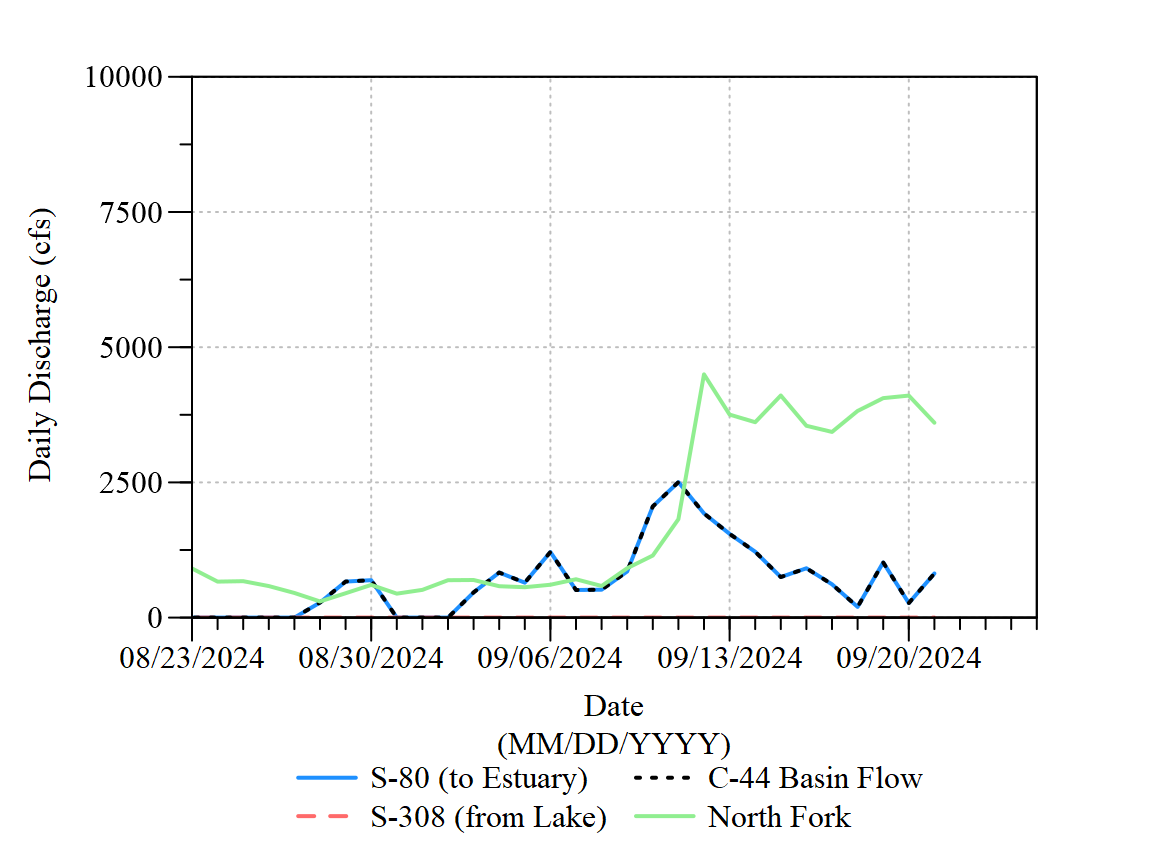 10000
7500
5000
2500
0
Daily Discharge (cfs)
08/23/2024 08/30/2024 09/06/2024 09/13/2024 09/20/2024
Date
(MM/DD/YYYY)
S-80 (to Estuary) C-44 Basin Flow
S-308 (from Lake) North Fork